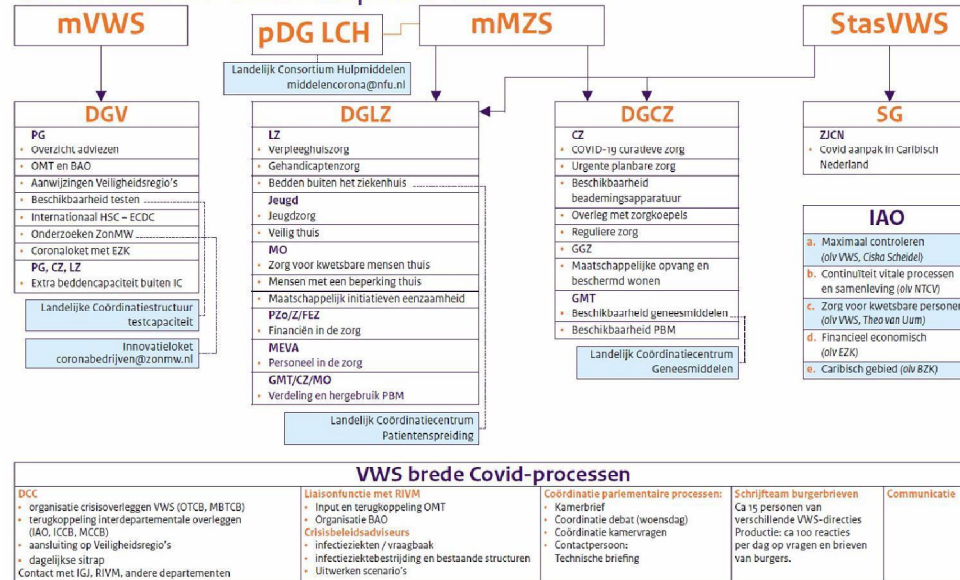 mVWS
pDG LCH
mMZS
StasVWS
Landelijk Consortium Hulpmiddelen
middelencorona@nfu.nl
DGV
PG
• Overzicht adviezen
• OMT en BAO
• Aanwijzingen Veiligheidsregio's
• Beschikbaarheid testen
• Internationaal HSC – ECDC
• Onderzoeken ZonMW
• Coronaloket met EZK
PG, CZ, LZ
• Extra beddencapaciteit buiten IC
Landelijke Coördinatiestructuur
testcapaciteit
Innovatieloket
coronabedrijven@zonmw.nl
DGLZ
LZ
• Verpleeghuiszorg
• Gehandicaptenzorg
• Bedden buiten het ziekenhuis
Jeugd
• Jeugdzorg
• Veilig thuis
MO
• Zorg voor kwetsbare mensen thuis
• Mensen met een beperking thuis
• Maatschappelijk initiatieven eenzaamheid
PZo/Z/FEZ
• Financiën in de zorg
MEVA
• Personeel in de zorg
GMT/CZ/MO
• Verdeling en hergebruik PBM
Landelijk Coördinatiecentrum
Patientenspreiding
DGCZ
CZ
• COVID-19 curatieve zorg
• Urgente planbare zorg
• Beschikbaarheid
beademingsapparatuur
• Overleg met zorgkoepels
• Reguliere zorg
• GGZ
• Maatschappelijke opvang en
beschermd wonen
GMT
• Beschikbaarheid geneesmiddelen
• Beschikbaarheid PBM
Landelijk Coördinatiecentrum
Geneesmiddelen
SG
ZJCN
• Covid aanpak in Caribisch
Nederland
IAO
a. Maximaal controleren
(olv VWS, Ciska Scheidel)
b. Continuïteit vitale processen
en samenleving (olv NTCV)
c. Zorg voor kwetsbare personen
(olv VWS, Theo van Uum)
d. Financieel economisch
(olv EZK)
e. Caribisch gebied (olv BZK)
VWS brede Covid-processen
DCC
• organisatie crisisoverleggen VWS (OTCB, MBTCB)
• terugkoppeling interdepartementale overleggen
(IAO, ICCB, MCCB)
• aansluiting op Veiligheidsregio's
• dagelijkse sitrap
Contact met IGJ, RIVM, andere departementen
Liaisonfunctie met RIVM
• Input en terugkoppeling OMT
• Organisatie BAO
Crisisbeleidsadviseurs
• infectieziekten / vraagbaak
• infectieziektebestrijding en bestaande structuren
• Uitwerken scenario's
Coördinatie parlementaire processen:
• Kamerbrief
• Coordinatie debat (woensdag)
• Coördinatie kamervragen
• Contactpersoon:
Technische briefing
Schrijfteam burgerbrieven
Ca 15 personen van
verschillende VWS-directies
Productie: ca 100 reacties
per dag op vragen en brieven
van burgers.
Communicatie